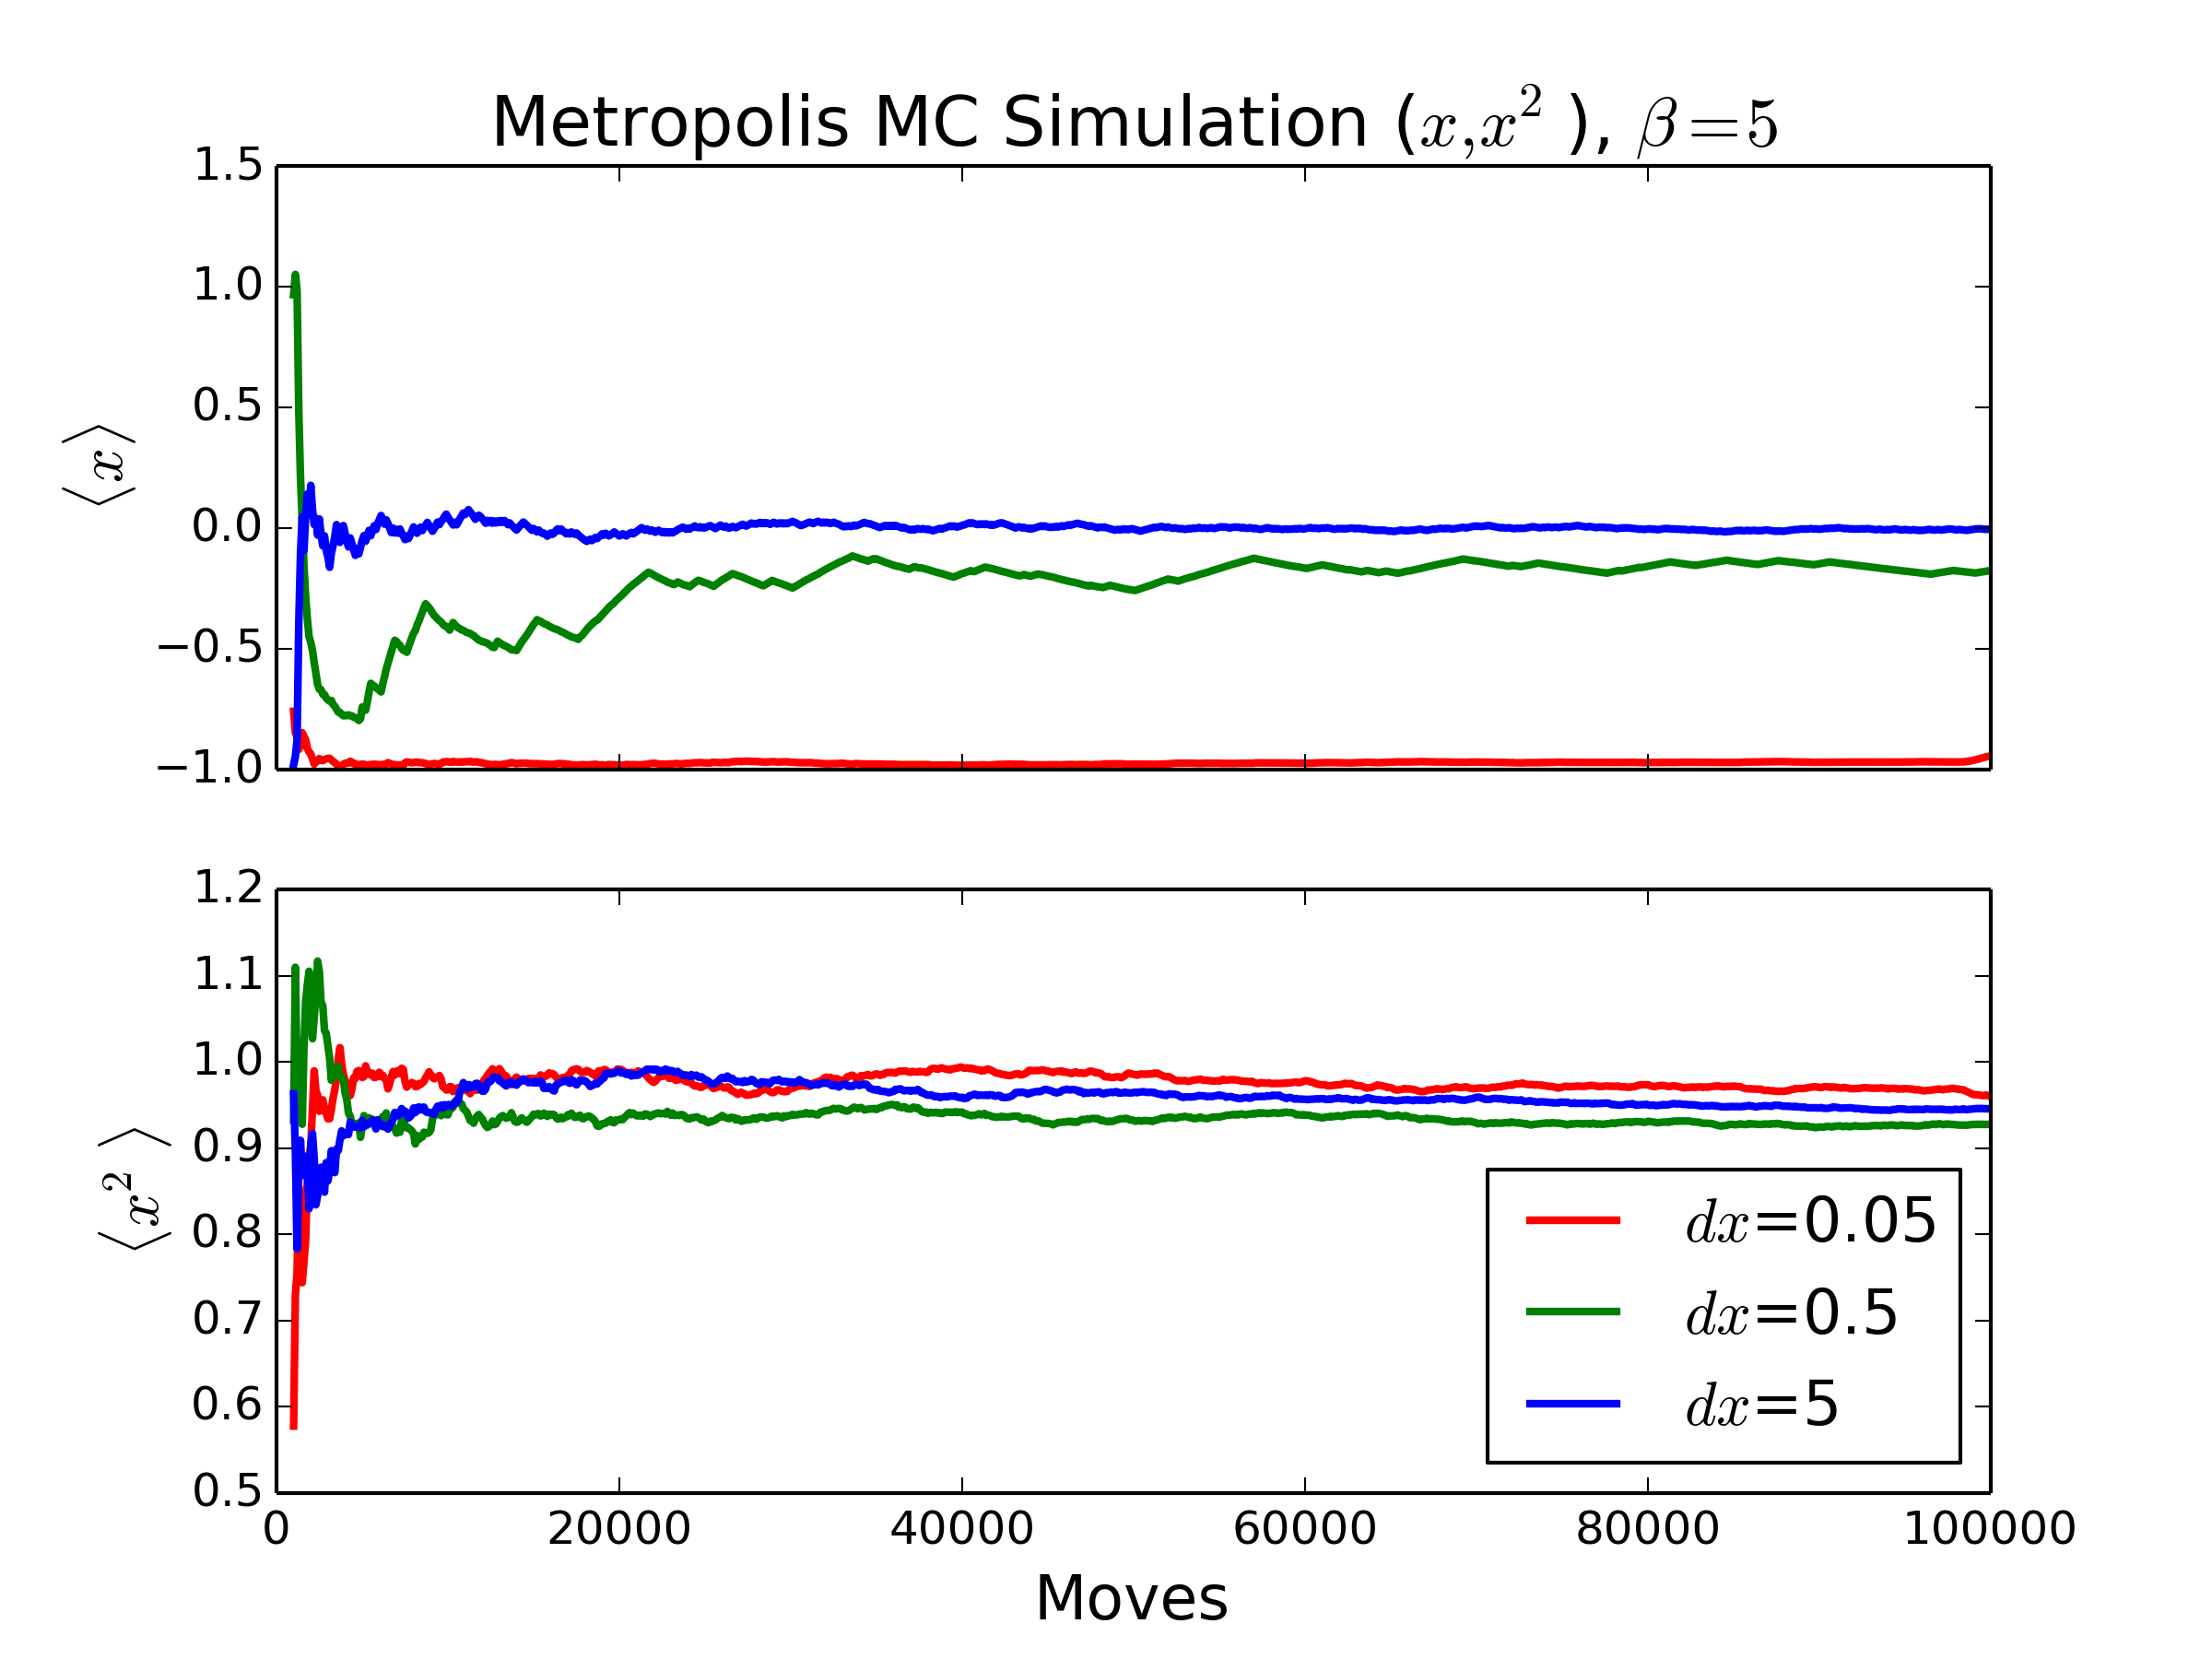 Metropolis MC Simulation (x,x²), β=5
1.5
1.0
0.5
0.0
−0.5
−1.0
⟨x⟩
1.2
1.1
1.0
0.9
0.8
0.7
0.6
0.5
⟨x²⟩
dx=0.05
dx=0.5
dx=5
0 20000 40000 60000 80000 100000
Moves